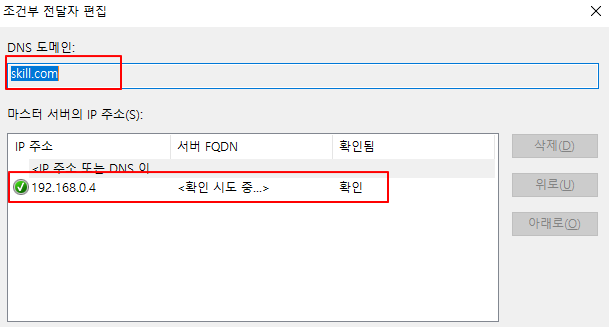 조건부 전달자 편집
DNS 도메인:
skill.com
마스터 서버의 IP 주소(S):
IP 주소 서버 FQDN 확인됨
<IP 주소 또는 DNS 이
192.168.0.4 <확인 시도 중...> 확인
삭제(D)
위로(U)
아래로(O)